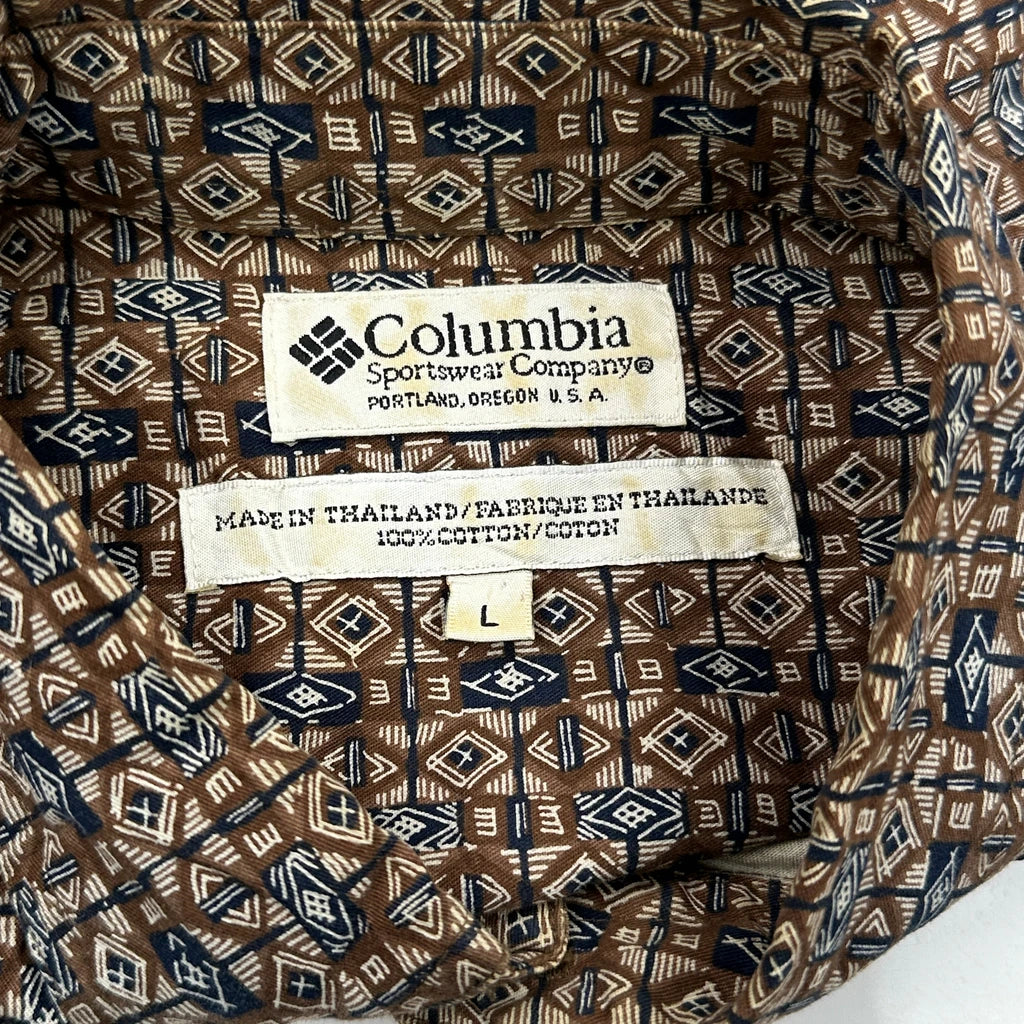 Columbia
Sportswear Company®
PORTLAND, OREGON U.S.A.
MADE IN THAILAND/FABRIQUE EN THAILANDE
100% COTTON/COTON
L